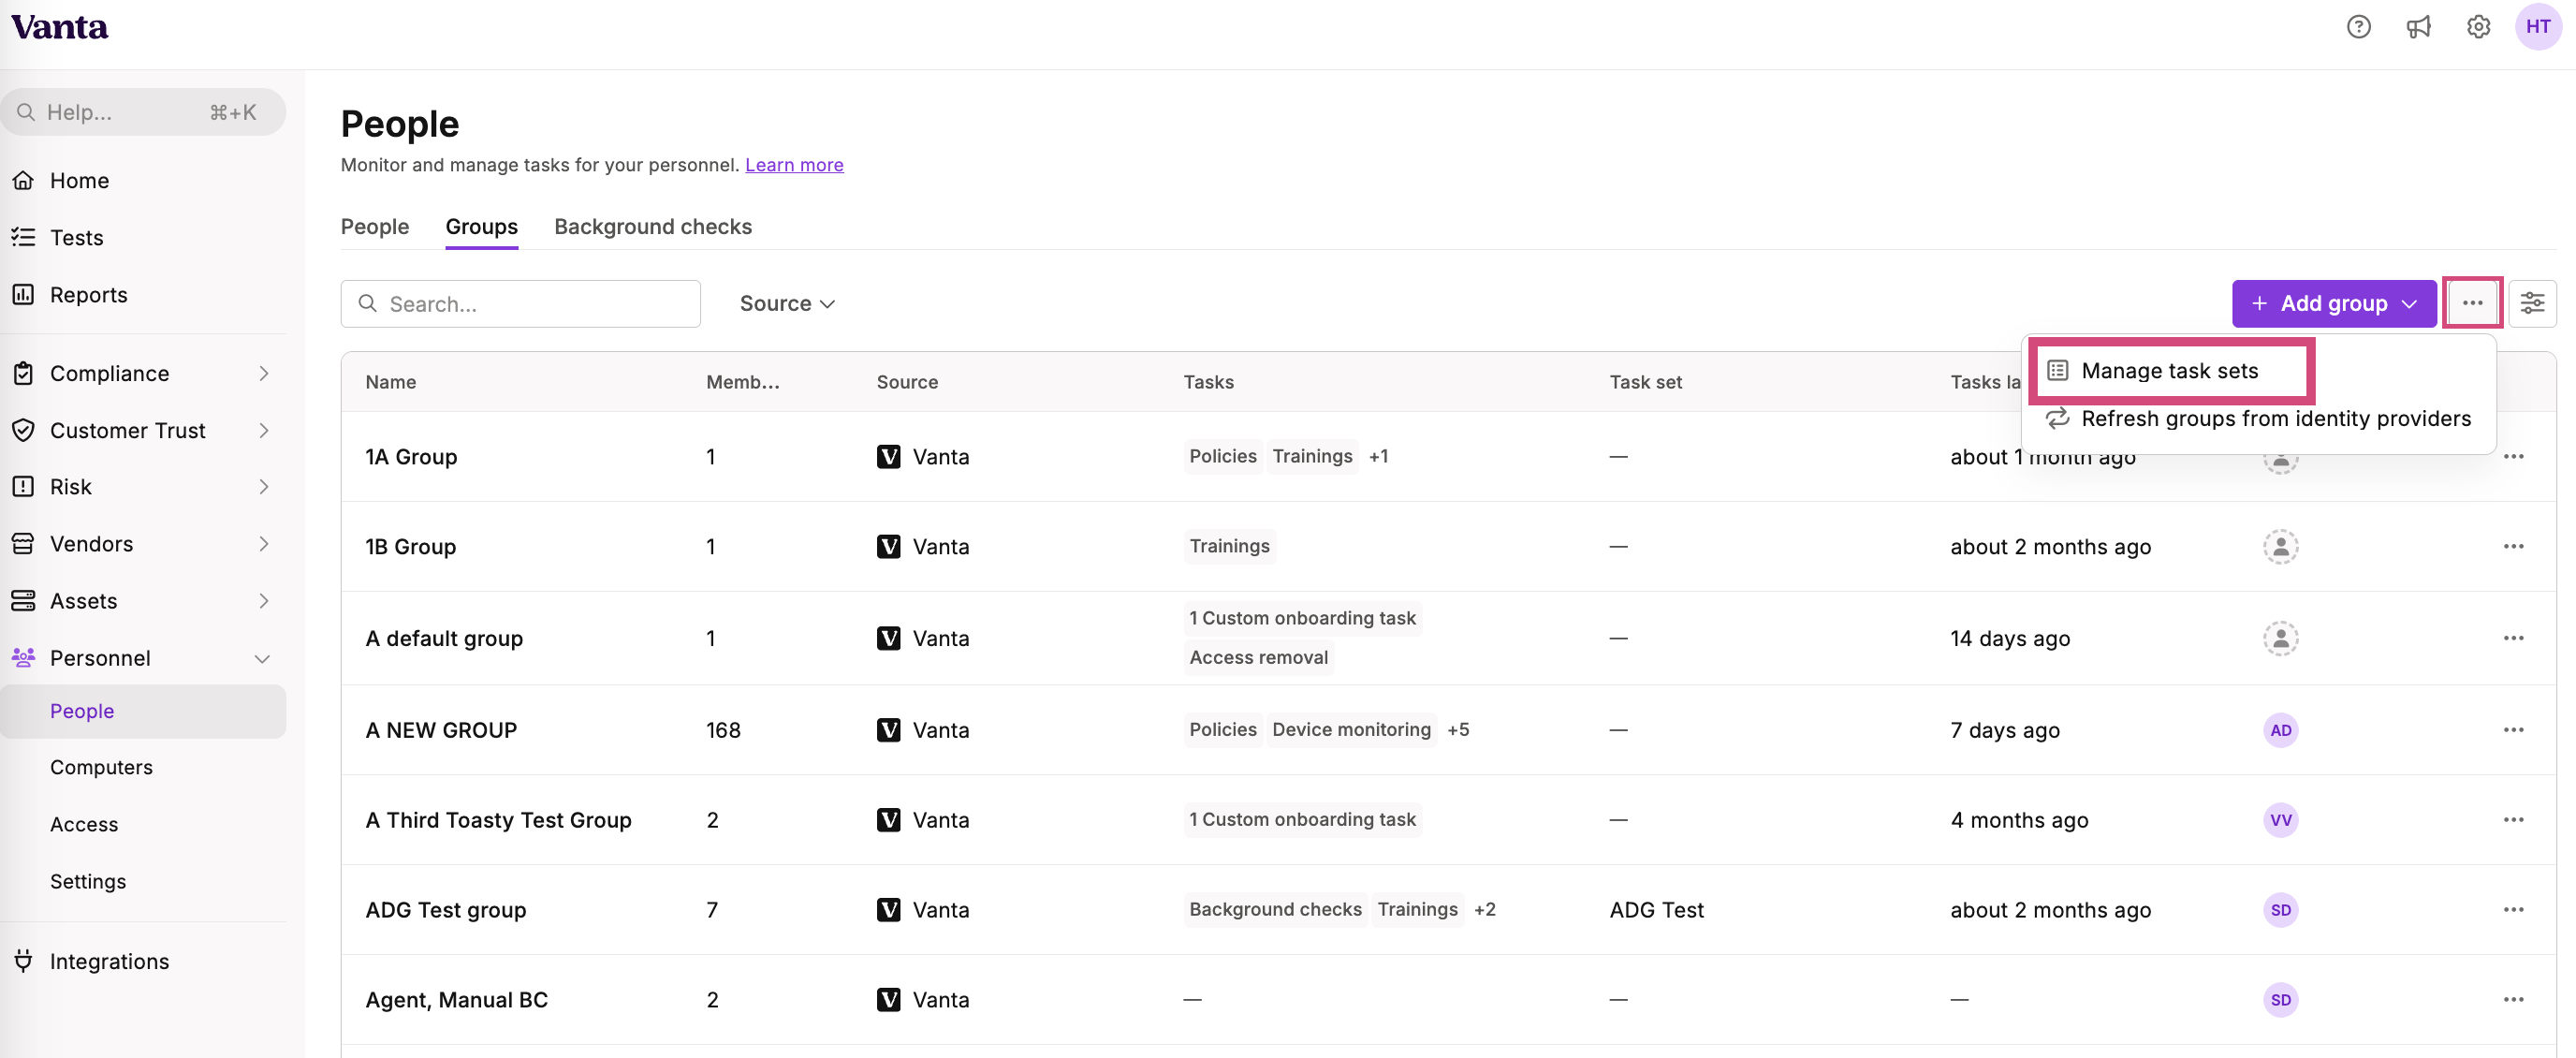 Vanta
HT
Help... ⌘+K
Home
Tests
Reports
Compliance
Customer Trust
Risk
Vendors
Assets
Personnel
People
Computers
Access
Settings
Integrations
People
Monitor and manage tasks for your personnel. Learn more
People Groups Background checks
Search... Source + Add group ...
Manage task sets
Refresh groups from identity providers
Name Memb... Source Tasks Task set Tasks la
1A Group 1 V Vanta Policies Trainings +1 — about 1 month ago ...
1B Group 1 V Vanta Trainings — about 2 months ago ...
A default group 1 V Vanta 1 Custom onboarding task — 14 days ago ...
Access removal
A NEW GROUP 168 V Vanta Policies Device monitoring +5 — 7 days ago AD ...
A Third Toasty Test Group 2 V Vanta 1 Custom onboarding task — 4 months ago VV ...
ADG Test group 7 V Vanta Background checks Trainings +2 ADG Test about 2 months ago SD ...
Agent, Manual BC 2 V Vanta — — — SD ...